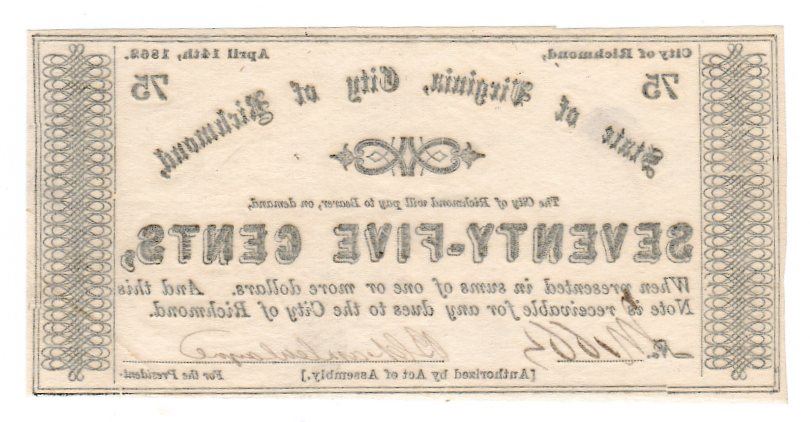 City of Richmond, April 14th, 1862.
75 75
State of Virginia, City of Richmond,
The City of Richmond will pay to Bearer, on demand,
SEVENTY-FIVE CENTS,
When presented in sums of one or more dollars. And this
Note is receivable for any dues to the City of Richmond.
No.
[Authorized by Act of Assembly.] For the President